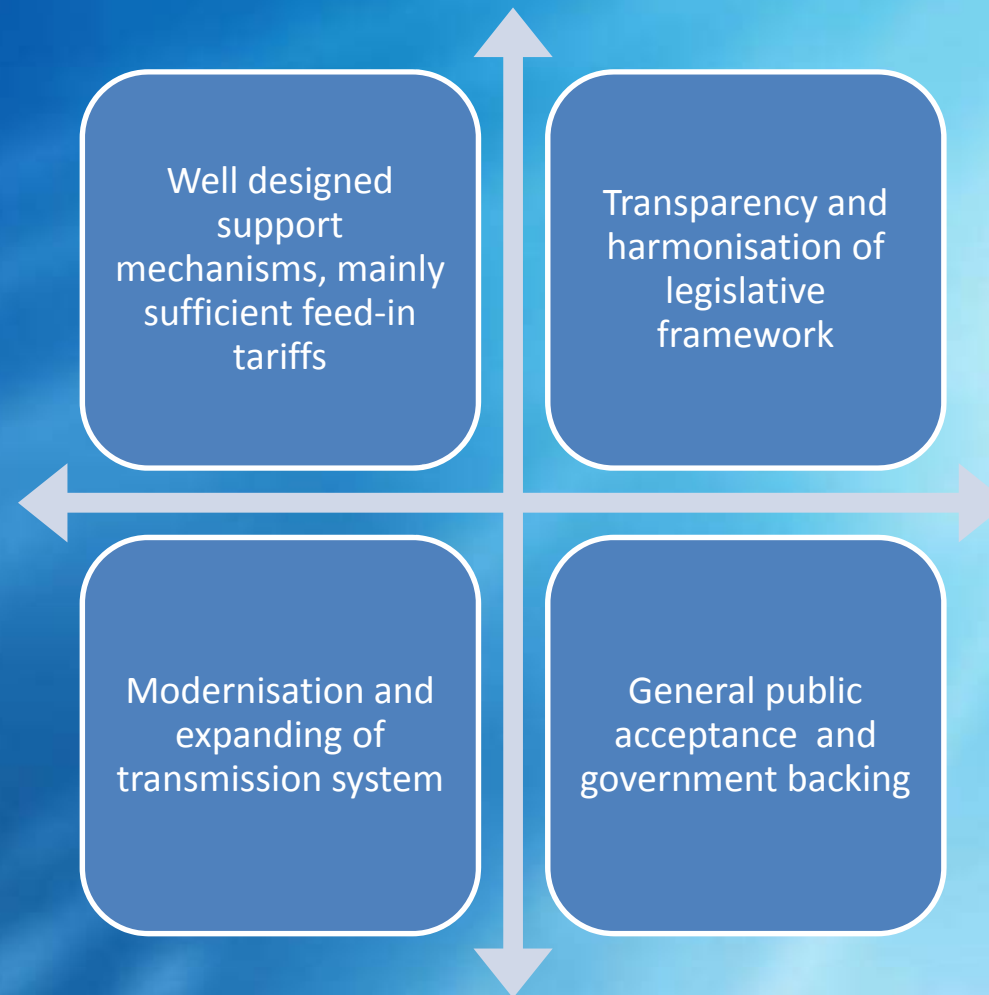 Well designed
support
mechanisms, mainly
sufficient feed-in
tariffs
Transparency and
harmonisation of
legislative
framework
Modernisation and
expanding of
transmission system
General public
acceptance  and
government backing